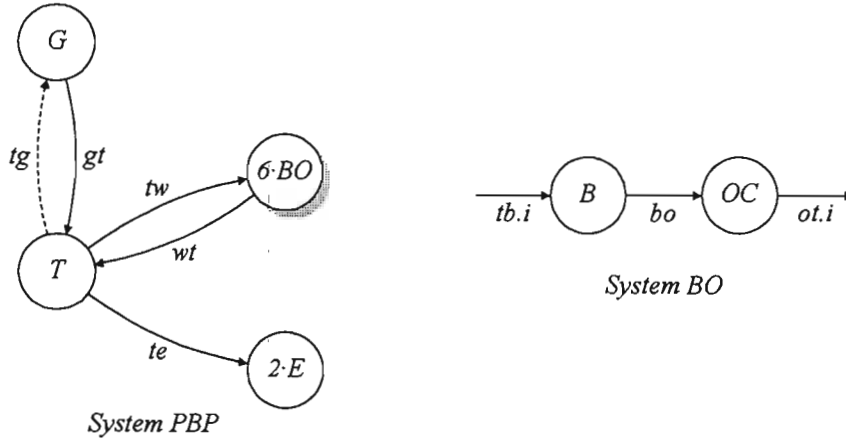 G
tg
gt
6·BO
tw
wt
T
te
2·E
System PBP
B
OC
tb.i
bo
ot.i
System BO